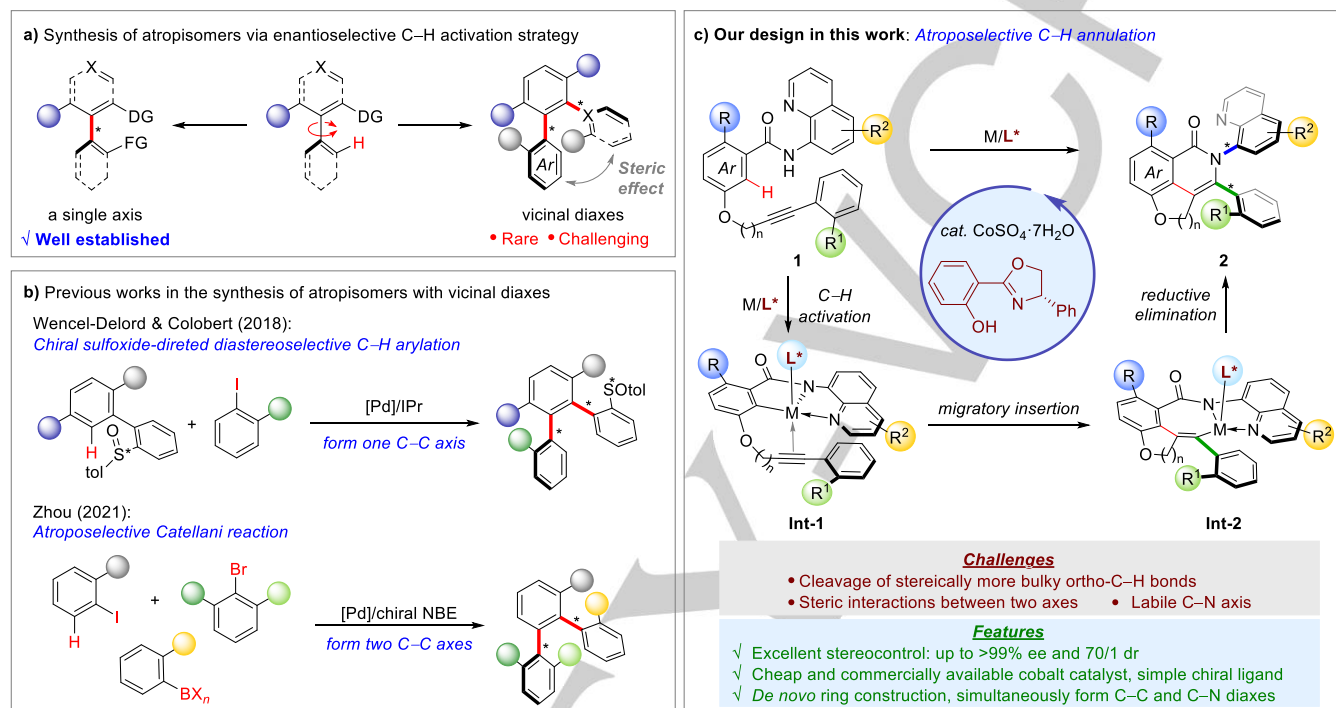 a) Synthesis of atropisomers via enantioselective C–H activation strategy
X
DG
*
FG
a single axis
√ Well established
X
DG
H
X
*
*
Ar
Steric
effect
vicinal diaxes
• Rare • Challenging
b) Previous works in the synthesis of atropisomers with vicinal diaxes
Wencel-Delord & Colobert (2018):
Chiral sulfoxide-direted diastereoselective C–H arylation
H
O
S*
tol
+
I
[Pd]/IPr
form one C–C axis
*
SOtol
*
*
Zhou (2021):
Atroposelective Catellani reaction
I
H
+
Br
BXn
[Pd]/chiral NBE
form two C–C axes
*
*
c) Our design in this work: Atroposelective C–H annulation
R
O
N
N
H
R2
Ar
H
O
( )n
R1
1
M/L*
cat. CoSO4·7H2O
O
N
OH
Ph
R
O
N
N
*
R2
Ar
*
O
( )n
R1
2
M/L*
C–H
activation
reductive
elimination
L*
R
O
N
M
N
R2
O
( )n
R1
Int-1
migratory insertion
L*
R
O
N
M
N
R2
O
( )n
R1
Int-2
Challenges
• Cleavage of stereically more bulky ortho-C–H bonds
• Steric interactions between two axes • Labile C–N axis
Features
√ Excellent stereocontrol: up to >99% ee and 70/1 dr
√ Cheap and commercially available cobalt catalyst, simple chiral ligand
√ De novo ring construction, simultaneously form C–C and C–N diaxes